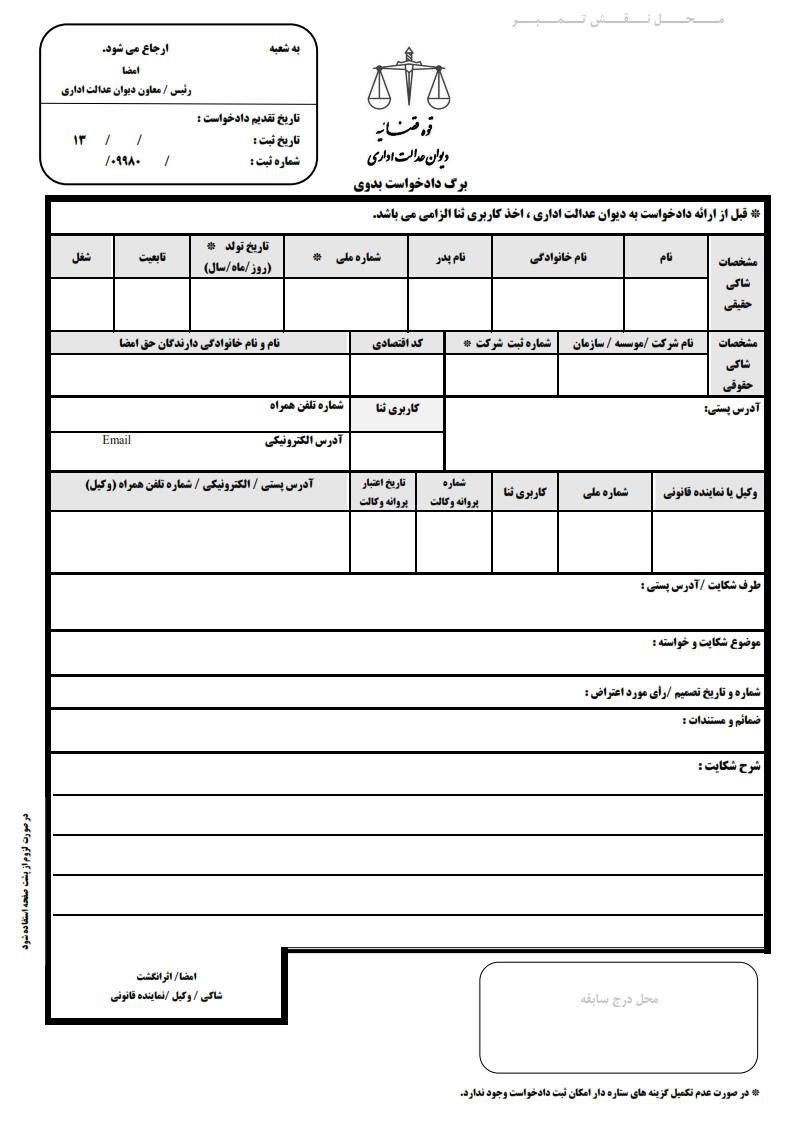 مـــحـــــل نـــقـــش تـــمـــبـــر
به شعبه ارجاع می شود.
امضا
رئیس / معاون دیوان عدالت اداری
تاریخ تقدیم دادخواست :
تاریخ ثبت : / / ۱۳
شماره ثبت : / ۰۹۹۸۰/
قوه قضائیه
دیوان عدالت اداری
برگ دادخواست بدوی
* قبل از ارائه دادخواست به دیوان عدالت اداری ، اخذ کاربری ثنا الزامی می باشد.
مشخصات شاکی حقیقی
نام
نام خانوادگی
نام پدر
شماره ملی *
تاریخ تولد *
(روز/ماه/سال)
تابعیت
شغل
مشخصات شاکی حقوقی
نام شرکت /موسسه / سازمان
شماره ثبت شرکت *
کد اقتصادی
نام و نام خانوادگی دارندگان حق امضا
آدرس پستی:
کاربری ثنا
شماره تلفن همراه
آدرس الکترونیکی Email
وکیل یا نماینده قانونی
شماره ملی
کاربری ثنا
شماره
پروانه وکالت
تاریخ اعتبار
پروانه وکالت
آدرس پستی / الکترونیکی / شماره تلفن همراه (وکیل)
طرف شکایت /آدرس پستی :
موضوع شکایت و خواسته :
شماره و تاریخ تصمیم /رأی مورد اعتراض :
ضمائم و مستندات :
شرح شکایت :
در صورت لزوم از پشت صفحه استفاده شود
امضا/ اثرانگشت
شاکی / وکیل /نماینده قانونی
محل درج سابقه
* در صورت عدم تکمیل گزینه های ستاره دار امکان ثبت دادخواست وجود ندارد.